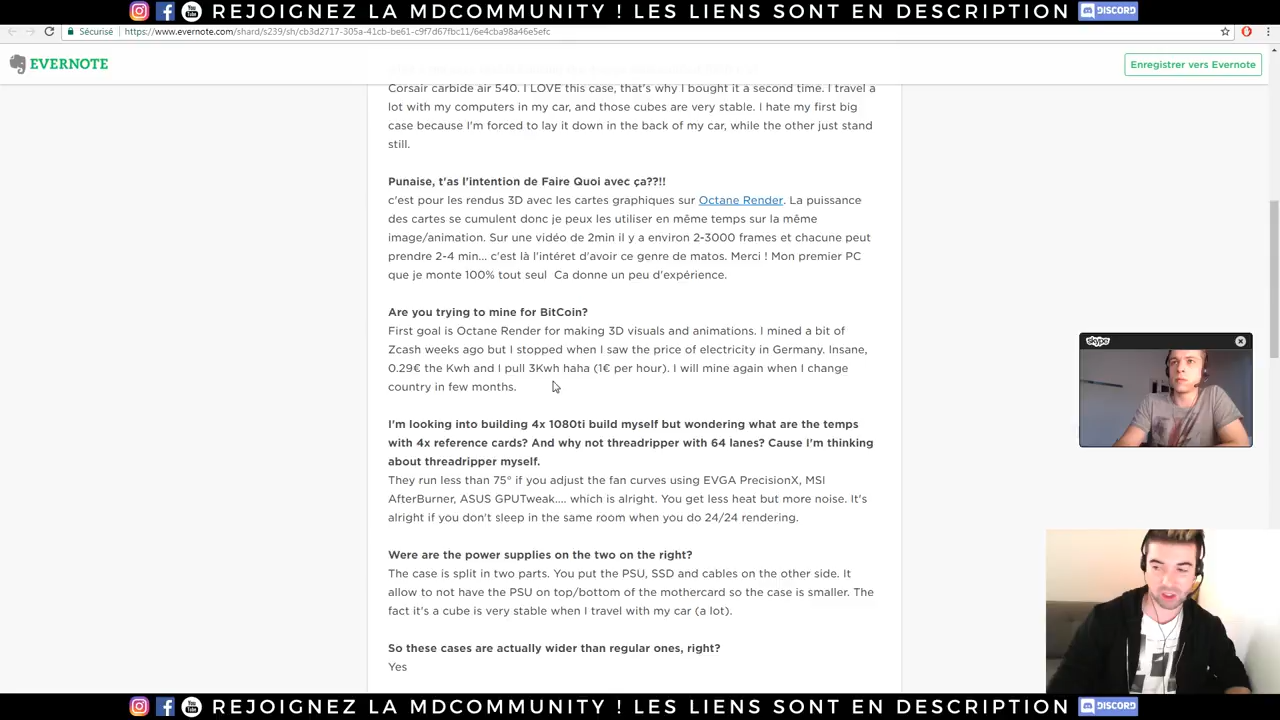 REJOIGNEZ LA MDCOMMUNITY ! LES LIENS SONT EN DESCRIPTION DISCORD
Sécurisé https://www.evernote.com/shard/s239/sh/cb3d2717-305a-41cb-be61-c9f7d67fbc11/6e4cba98a46e5efc
EVERNOTE
Enregistrer vers Evernote
Corsair carbide air 540. I LOVE this case, that's why I bought it a second time. I travel a
lot with my computers in my car, and those cubes are very stable. I hate my first big
case because I'm forced to lay it down in the back of my car, while the other just stand
still.
Punaise, t'as l'intention de Faire Quoi avec ça??!!
c'est pour les rendus 3D avec les cartes graphiques sur Octane Render. La puissance
des cartes se cumulent donc je peux les utiliser en même temps sur la même
image/animation. Sur une vidéo de 2min il y a environ 2-3000 frames et chacune peut
prendre 2-4 min... c'est là l'intéret d'avoir ce genre de matos. Merci ! Mon premier PC
que je monte 100% tout seul Ca donne un peu d'expérience.
Are you trying to mine for BitCoin?
First goal is Octane Render for making 3D visuals and animations. I mined a bit of
Zcash weeks ago but I stopped when I saw the price of electricity in Germany. Insane,
0.29€ the Kwh and I pull 3Kwh haha (1€ per hour). I will mine again when I change
country in few months.
I'm looking into building 4x 1080ti build myself but wondering what are the temps
with 4x reference cards? And why not threadripper with 64 lanes? Cause I'm thinking
about threadripper myself.
They run less than 75° if you adjust the fan curves using EVGA PrecisionX, MSI
AfterBurner, ASUS GPUTweak.... which is alright. You get less heat but more noise. It's
alright if you don't sleep in the same room when you do 24/24 rendering.
Were are the power supplies on the two on the right?
The case is split in two parts. You put the PSU, SSD and cables on the other side. It
allow to not have the PSU on top/bottom of the mothercard so the case is smaller. The
fact it's a cube is very stable when I travel with my car (a lot).
So these cases are actually wider than regular ones, right?
Yes
skype
REJOIGNEZ LA MDCOMMUNITY ! LES LIENS SONT EN DESCRIPTION DISCORD